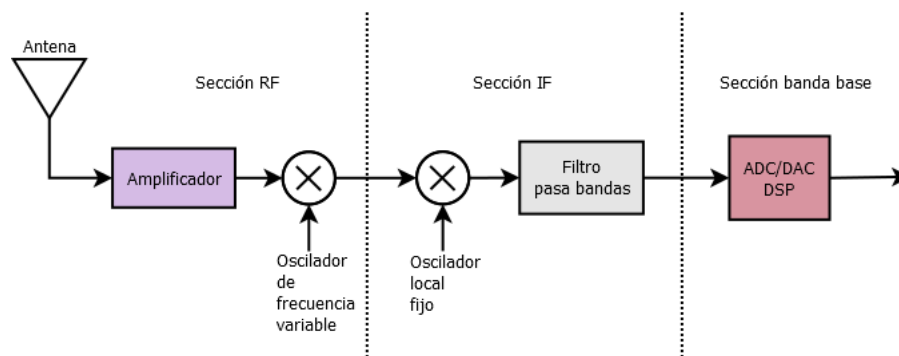 Antena
Sección RF
Sección IF
Sección banda base
Amplificador
Filtro
pasa bandas
ADC/DAC
DSP
Oscilador
de
frecuencia
variable
Oscilador
local
fijo